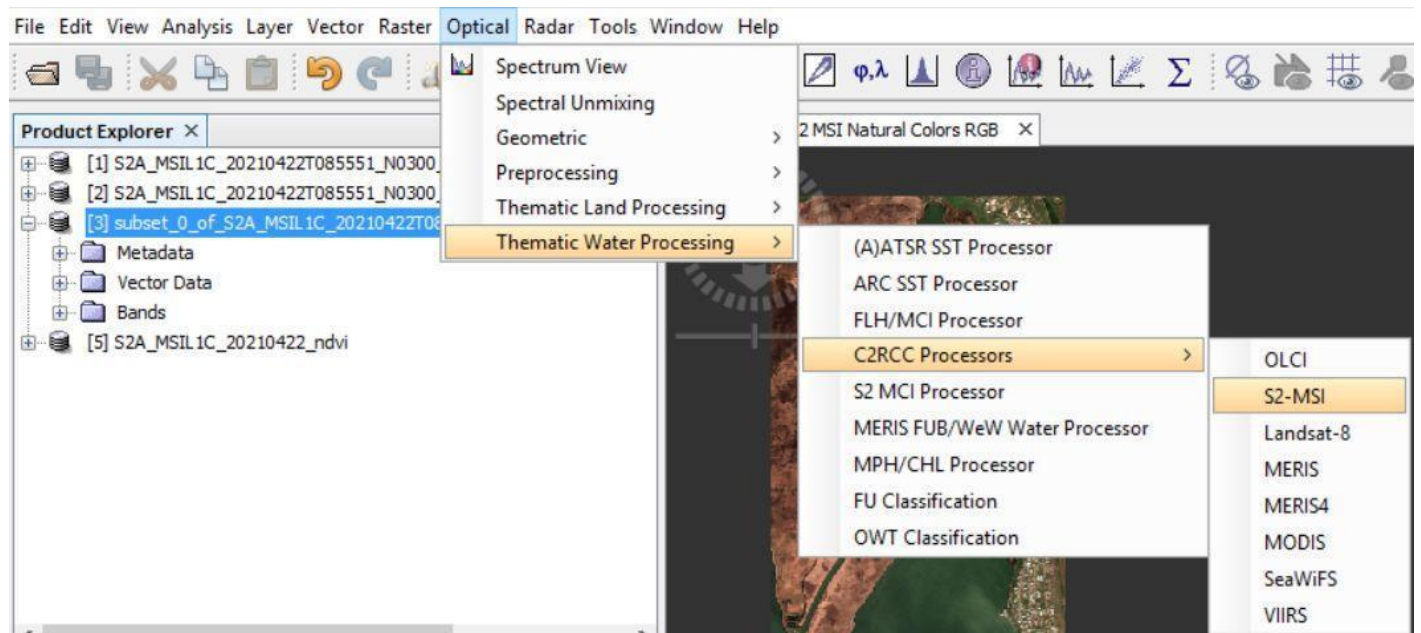 File Edit View Analysis Layer Vector Raster Optical Radar Tools Window Help
φ,λ Σ
Product Explorer ×
[1] S2A_MSIL1C_20210422T085551_N0300_
[2] S2A_MSIL1C_20210422T085551_N0300_
[3] subset_0_of_S2A_MSIL1C_20210422T08
Metadata
Vector Data
Bands
[5] S2A_MSIL1C_20210422_ndvi
Spectrum View
Spectral Unmixing
Geometric >
Preprocessing >
Thematic Land Processing >
Thematic Water Processing >
2 MSI Natural Colors RGB ×
(A)ATSR SST Processor
ARC SST Processor
FLH/MCI Processor
C2RCC Processors >
S2 MCI Processor
MERIS FUB/WeW Water Processor
MPH/CHL Processor
FU Classification
OWT Classification
OLCI
S2-MSI
Landsat-8
MERIS
MERIS4
MODIS
SeaWiFS
VIIRS